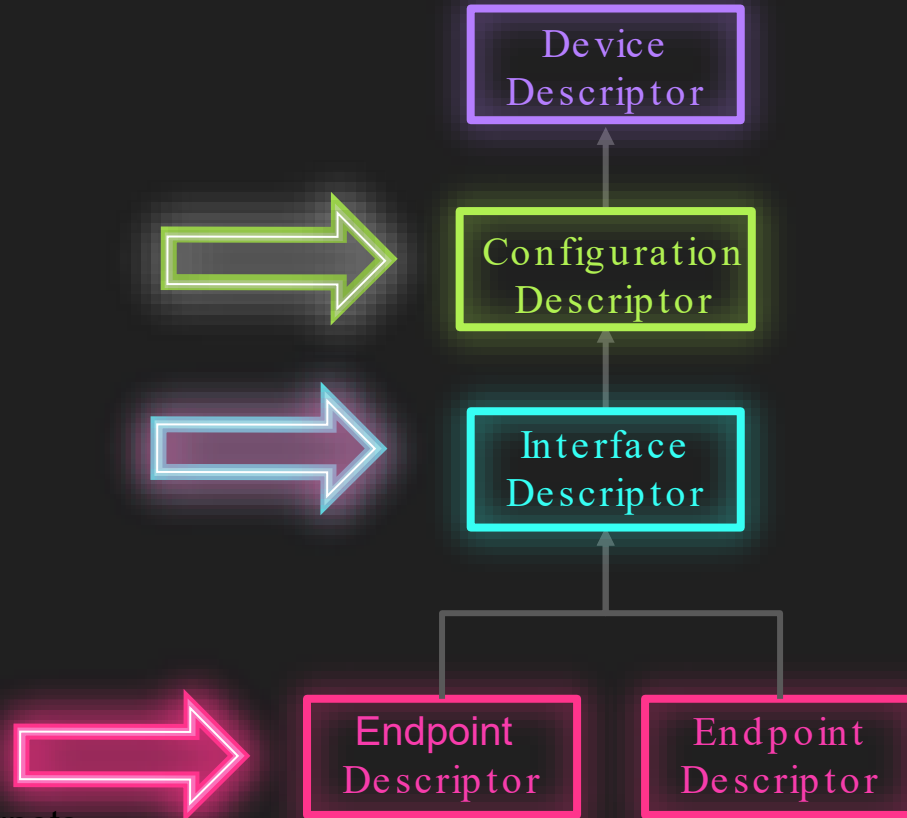 Device
Descriptor
Configuration
Descriptor
Interface
Descriptor
Endpoint
Descriptor
Endpoint
Descriptor